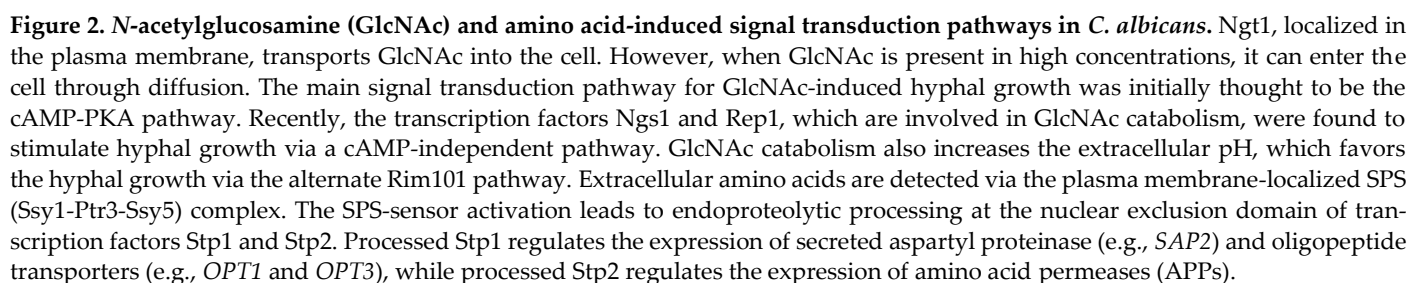 Figure 2. N-acetylglucosamine (GlcNAc) and amino acid-induced signal transduction pathways in C. albicans. Ngt1, localized in
the plasma membrane, transports GlcNAc into the cell. However, when GlcNAc is present in high concentrations, it can enter the
cell through diffusion. The main signal transduction pathway for GlcNAc-induced hyphal growth was initially thought to be the
cAMP-PKA pathway. Recently, the transcription factors Ngs1 and Rep1, which are involved in GlcNAc catabolism, were found to
stimulate hyphal growth via a cAMP-independent pathway. GlcNAc catabolism also increases the extracellular pH, which favors
the hyphal growth via the alternate Rim101 pathway. Extracellular amino acids are detected via the plasma membrane-localized SPS
(Ssy1-Ptr3-Ssy5) complex. The SPS-sensor activation leads to endoproteolytic processing at the nuclear exclusion domain of tran-
scription factors Stp1 and Stp2. Processed Stp1 regulates the expression of secreted aspartyl proteinase (e.g., SAP2) and oligopeptide
transporters (e.g., OPT1 and OPT3), while processed Stp2 regulates the expression of amino acid permeases (APPs).